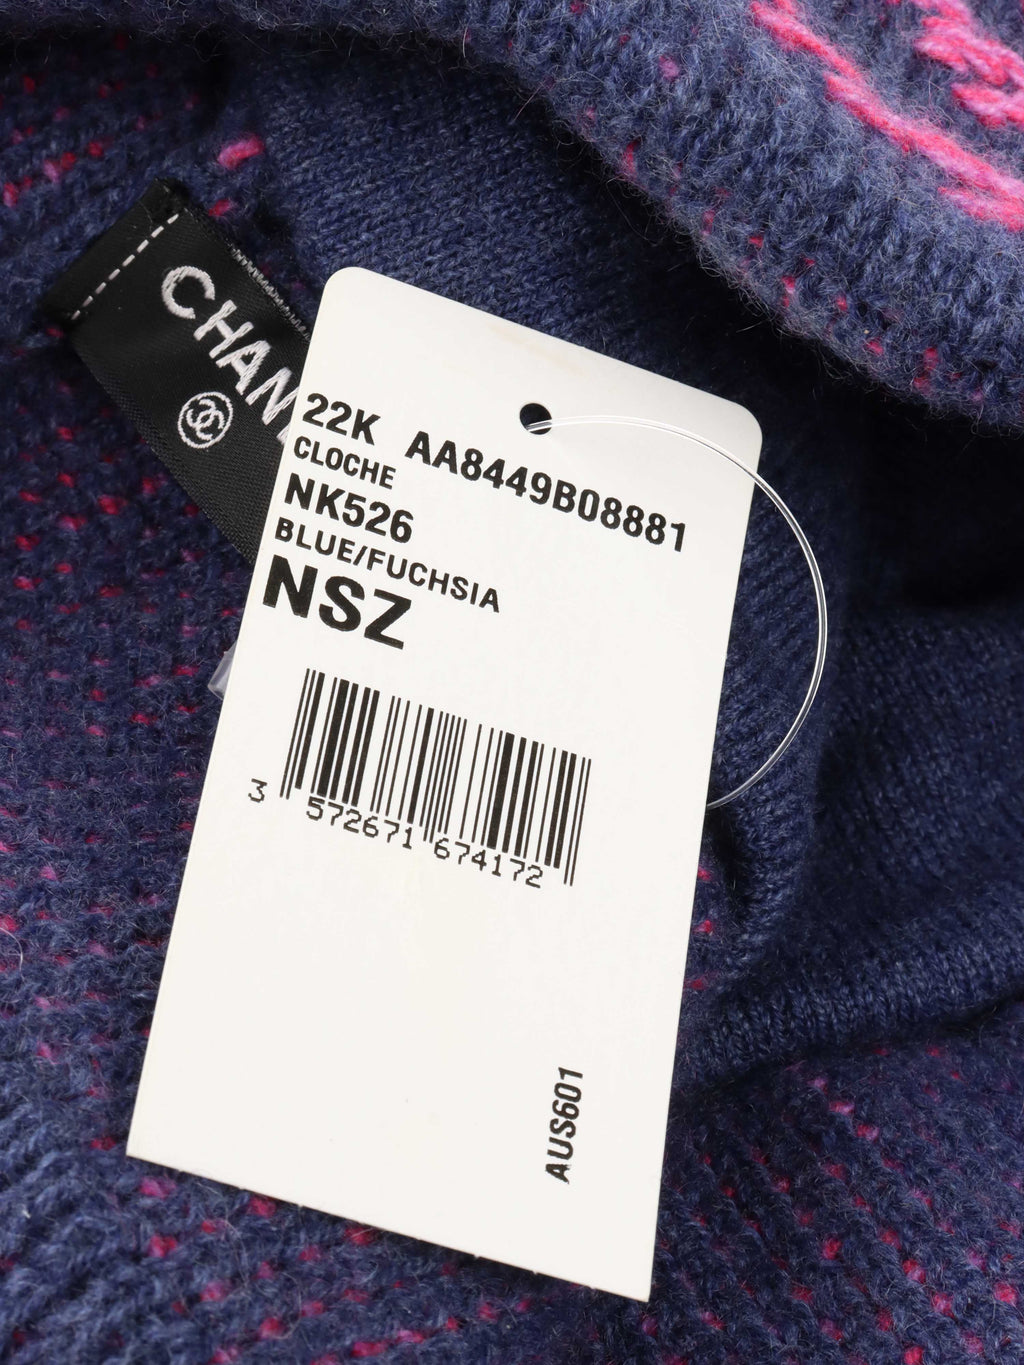 CHAN
22K AA8449B08881
CLOCHE
NK526
BLUE/FUCHSIA
NSZ
3 572671 674172
AUS601